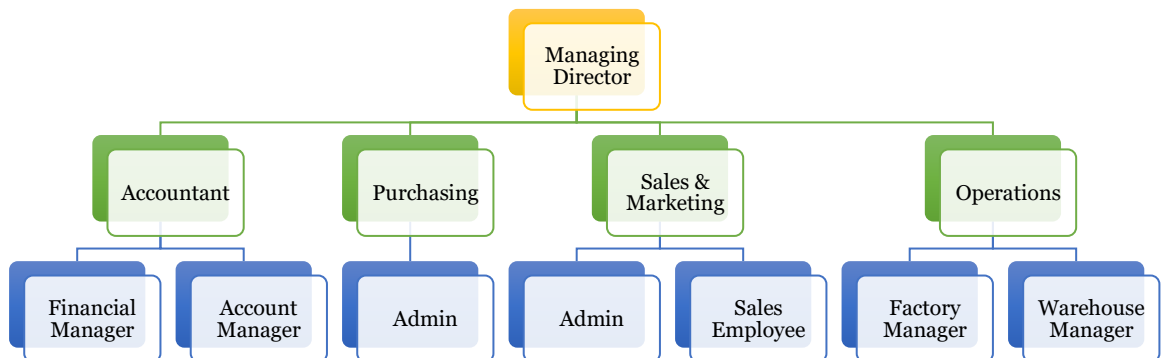 Managing
Director
Accountant
Purchasing
Sales &
Marketing
Operations
Financial
Manager
Account
Manager
Admin
Admin
Sales
Employee
Factory
Manager
Warehouse
Manager